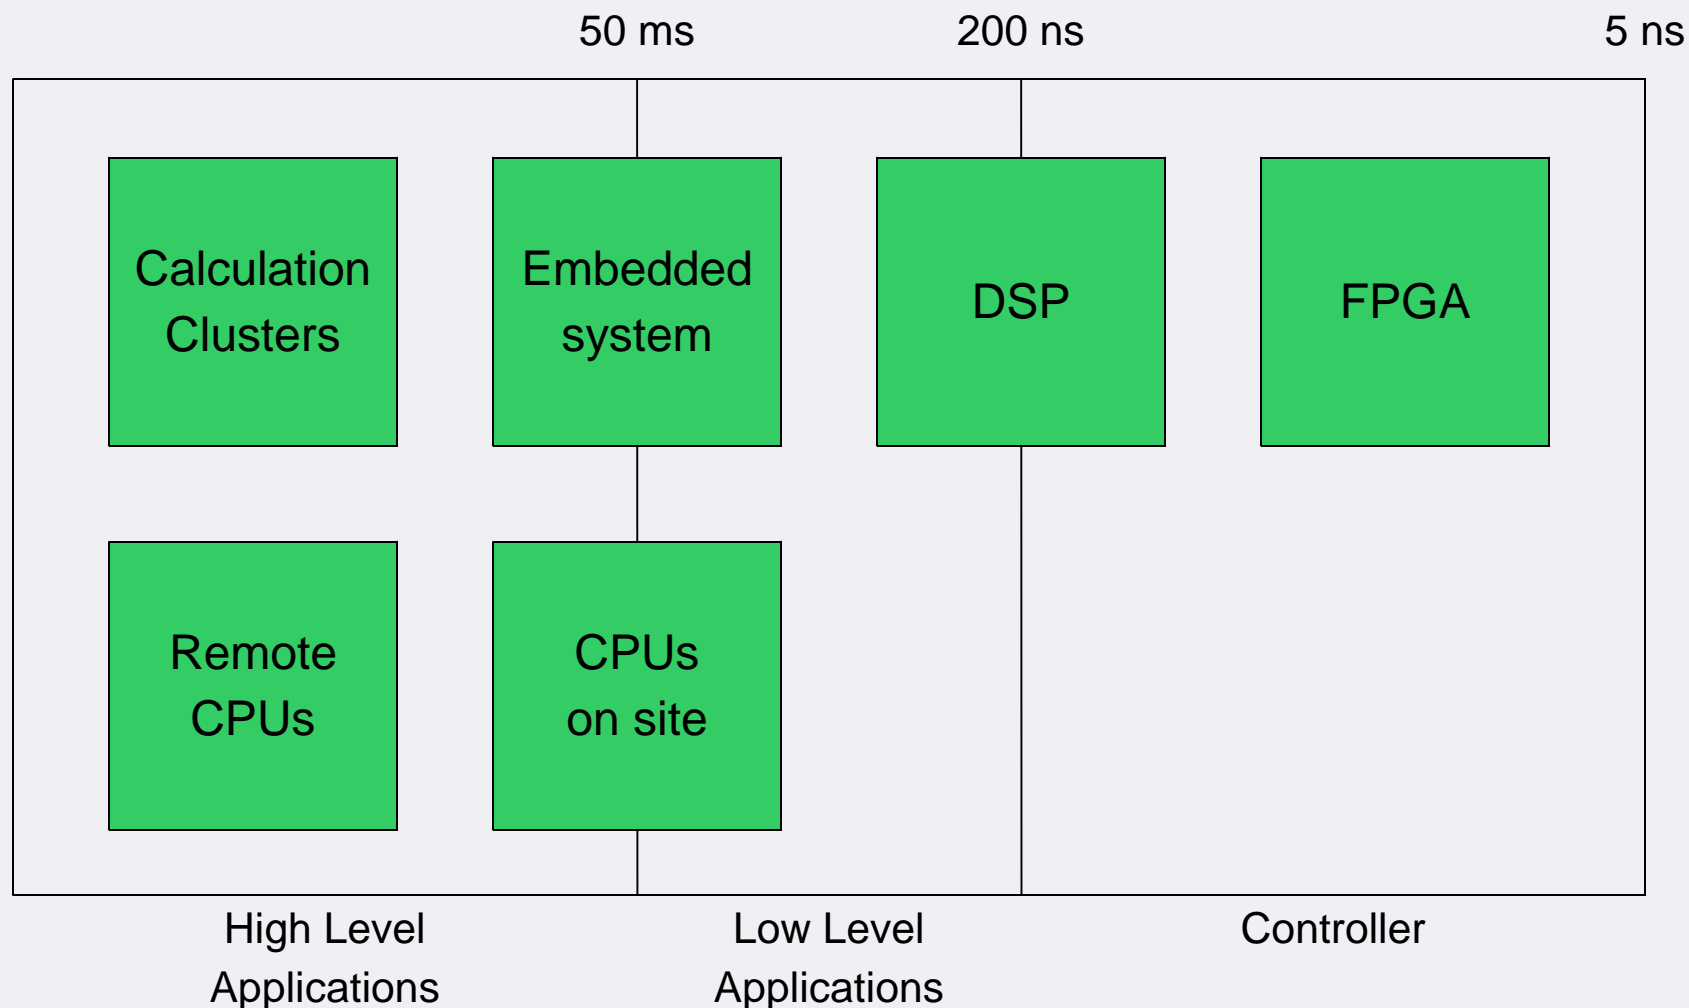 50 ms
200 ns
5 ns
Calculation
Clusters
Embedded
system
DSP
FPGA
Remote
CPUs
CPUs
on site
High Level
Applications
Low Level
Applications
Controller